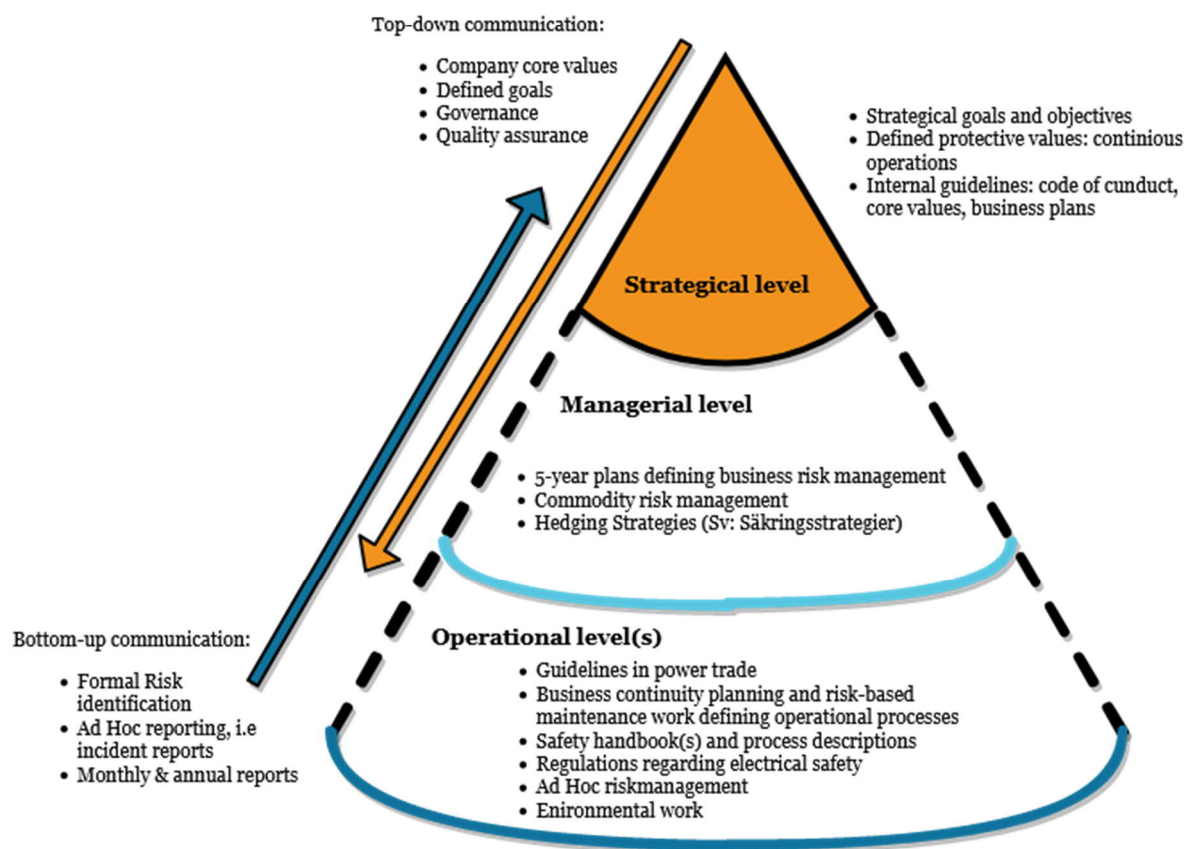 Top-down communication:
• Company core values
• Defined goals
• Governance
• Quality assurance
• Strategical goals and objectives
• Defined protective values: continious
operations
• Internal guidelines: code of cunduct,
core values, business plans
Strategical level
Managerial level
• 5-year plans defining business risk management
• Commodity risk management
• Hedging Strategies (Sv: Säkringsstrategier)
Bottom-up communication:
• Formal Risk
identification
• Ad Hoc reporting, i.e
incident reports
• Monthly & annual reports
Operational level(s)
• Guidelines in power trade
• Business continuity planning and risk-based
maintenance work defining operational processes
• Safety handbook(s) and process descriptions
• Regulations regarding electrical safety
• Ad Hoc riskmanagement
• Enironmental work